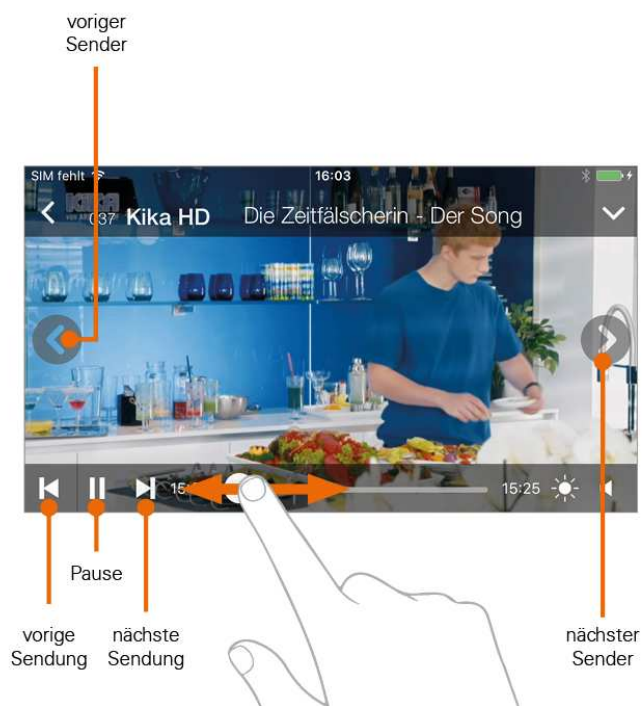 voriger
Sender
SIM fehlt
16:03
037 Kika HD Die Zeitfälscherin - Der Song
15:25
Pause
vorige
Sendung
nächste
Sendung
nächster
Sender